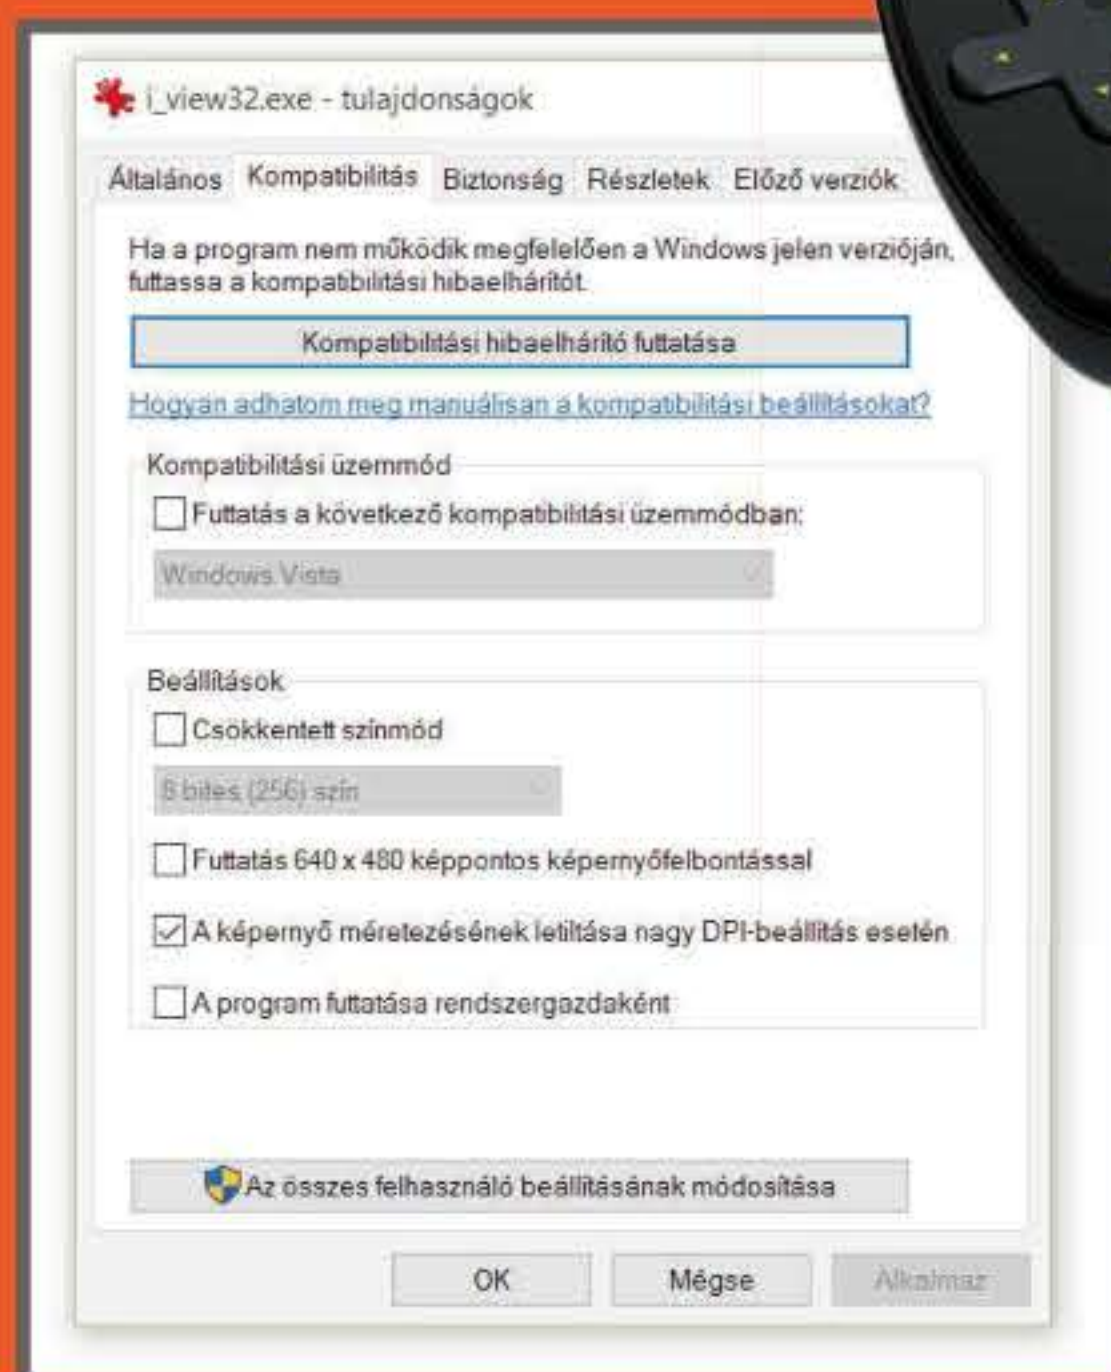 i_view32.exe - tulajdonságok
Általános Kompatibilitás Biztonság Részletek Előző verziók
Ha a program nem működik megfelelően a Windows jelen verzióján,
futtassa a kompatibilitási hibaelhárítót.
Kompatibilitási hibaelhárító futtatása
Hogyan adhatom meg manuálisan a kompatibilitási beállításokat?
Kompatibilitási üzemmód
Futtatás a következő kompatibilitási üzemmódban:
Windows Vista
Beállítások
Csökkentett színmód
8 bites (256) szín
Futtatás 640 x 480 képpontos képernyőfelbontással
A képernyő méretezésének letiltása nagy DPI-beállítás esetén
A program futtatása rendszergazdaként
Az összes felhasználó beállításának módosítása
OK Mégse Alkalmaz